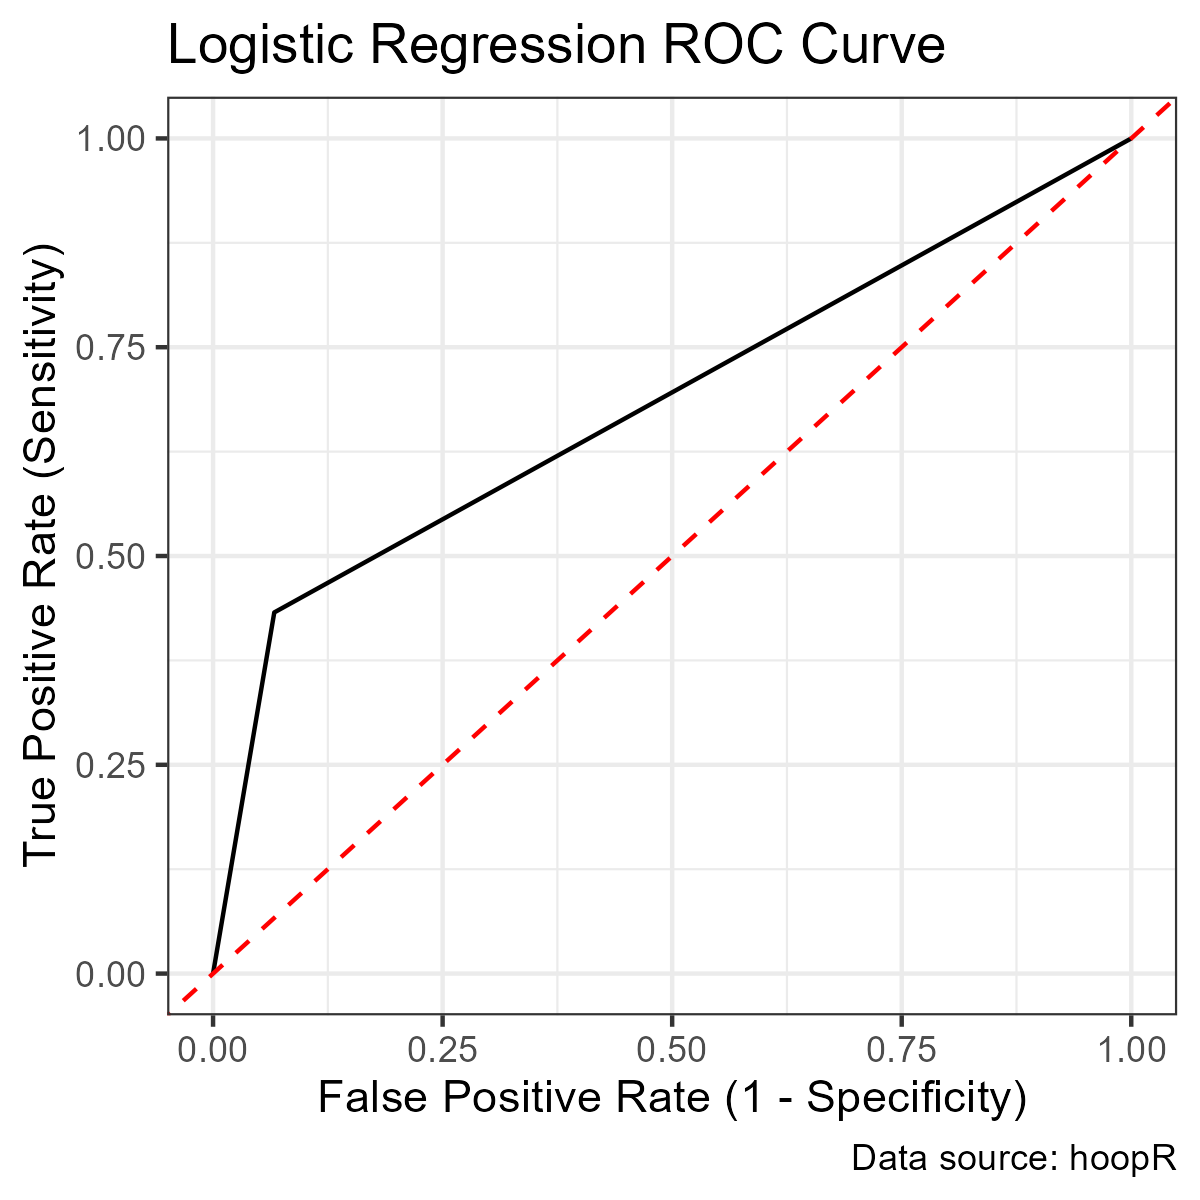 Logistic Regression ROC Curve
True Positive Rate (Sensitivity)
1.00
0.75
0.50
0.25
0.00
0.00 0.25 0.50 0.75 1.00
False Positive Rate (1 - Specificity)
Data source: hoopR